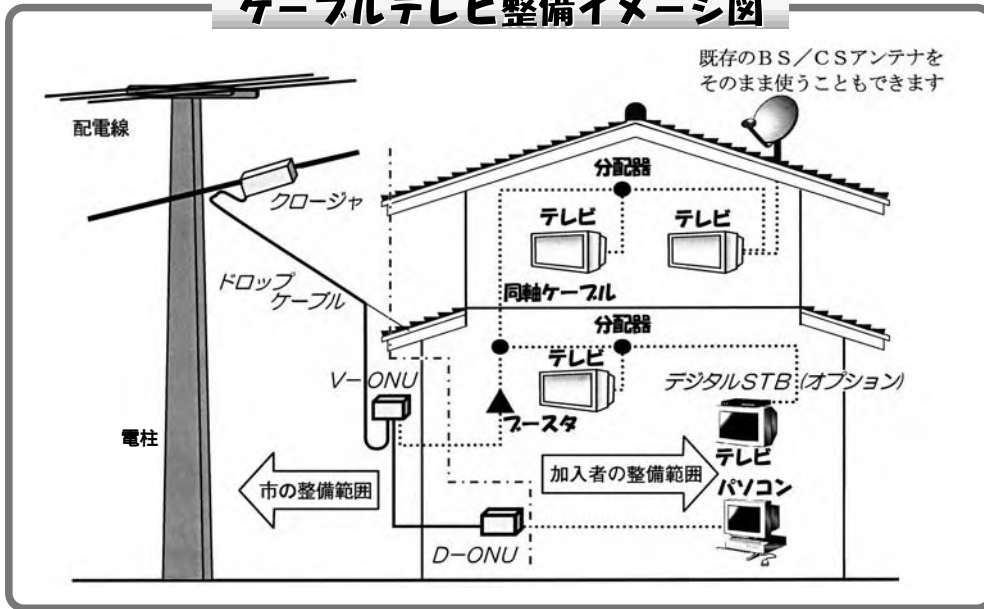 ケーブルテレビ整備イメージ図
既存のBS/CSアンテナを
そのまま使うこともできます
配電線
クロージャ
分配器
テレビ
テレビ
ドロップ
ケーブル
同軸ケーブル
分配器
テレビ
V-ONU
デジタルSTB(オプション)
ブースタ
電柱
テレビ
市の整備範囲
加入者の整備範囲
パソコン
D-ONU